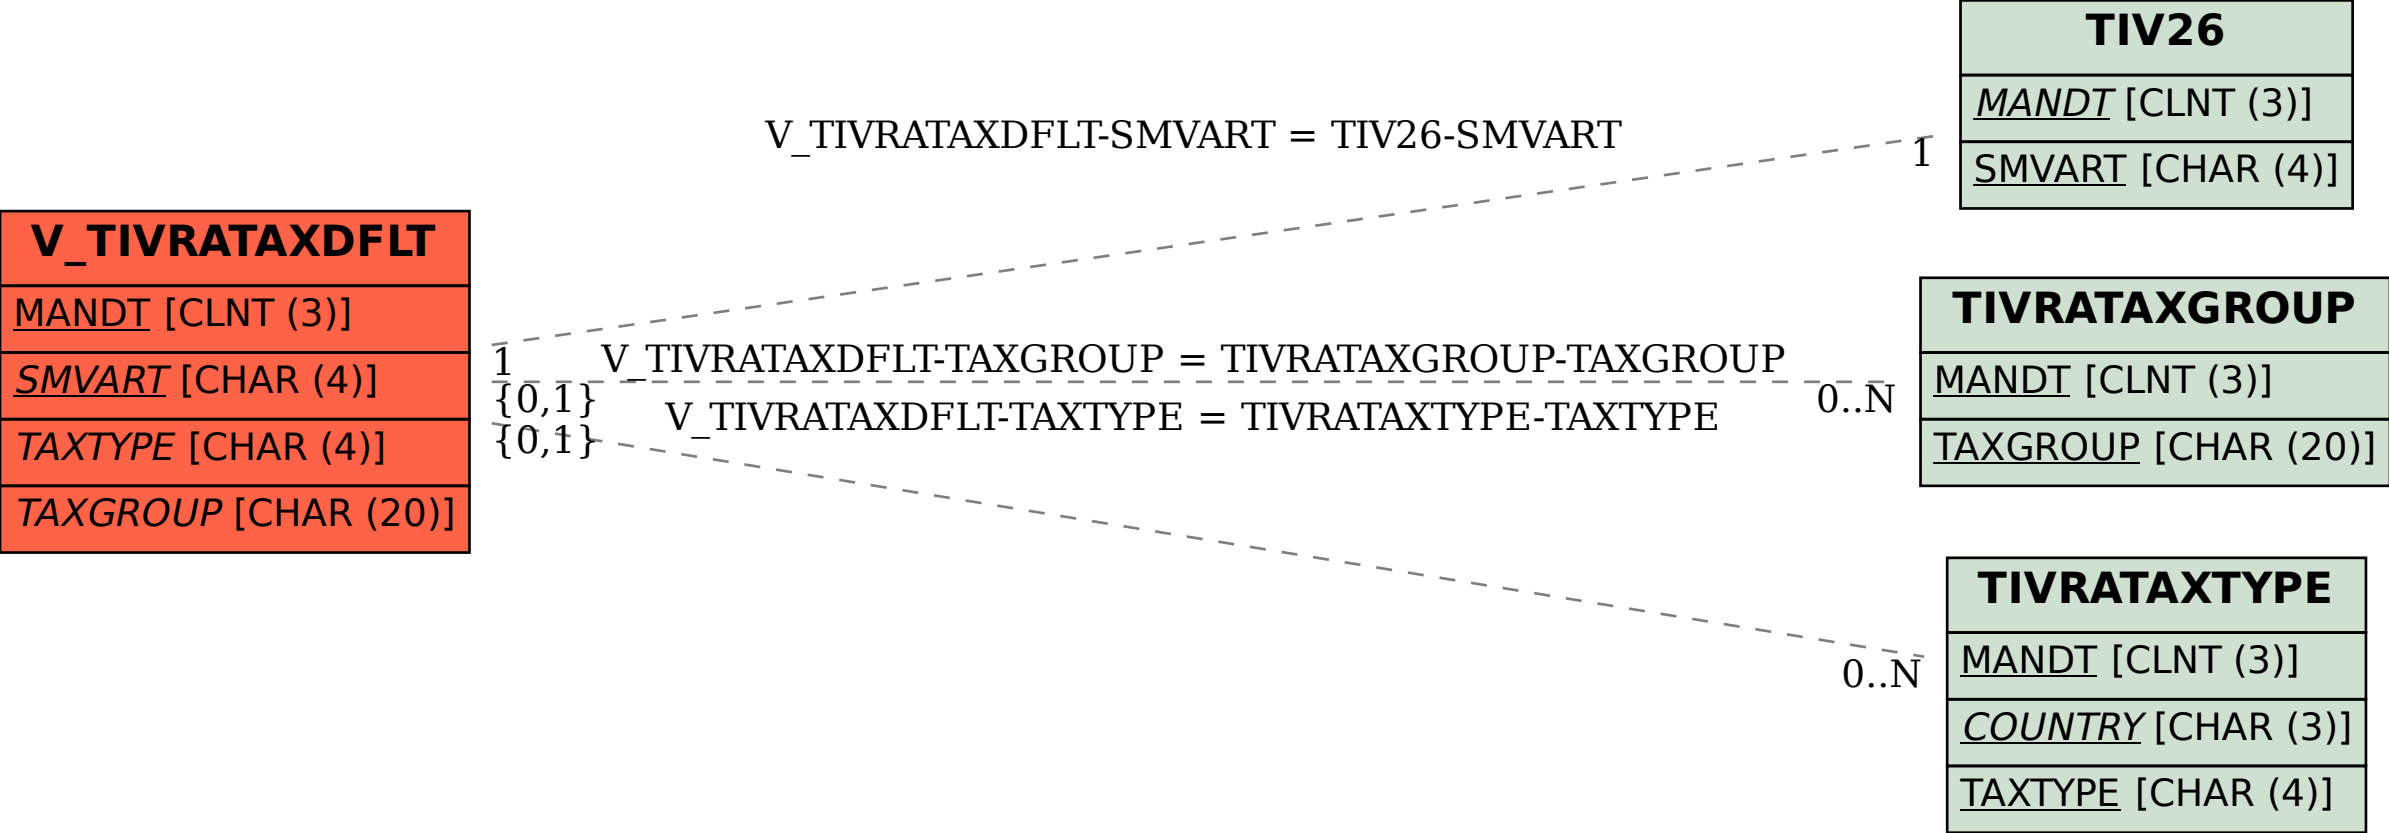 V_TIVRATAXDFLT
MANDT [CLNT (3)]
SMVART [CHAR (4)]
TAXTYPE [CHAR (4)]
TAXGROUP [CHAR (20)]
V_TIVRATAXDFLT-SMVART = TIV26-SMVART
1
1
V_TIVRATAXDFLT-TAXGROUP = TIVRATAXGROUP-TAXGROUP
{0,1}
0..N
V_TIVRATAXDFLT-TAXTYPE = TIVRATAXTYPE-TAXTYPE
{0,1}
0..N
TIV26
MANDT [CLNT (3)]
SMVART [CHAR (4)]
TIVRATAXGROUP
MANDT [CLNT (3)]
TAXGROUP [CHAR (20)]
TIVRATAXTYPE
MANDT [CLNT (3)]
COUNTRY [CHAR (3)]
TAXTYPE [CHAR (4)]